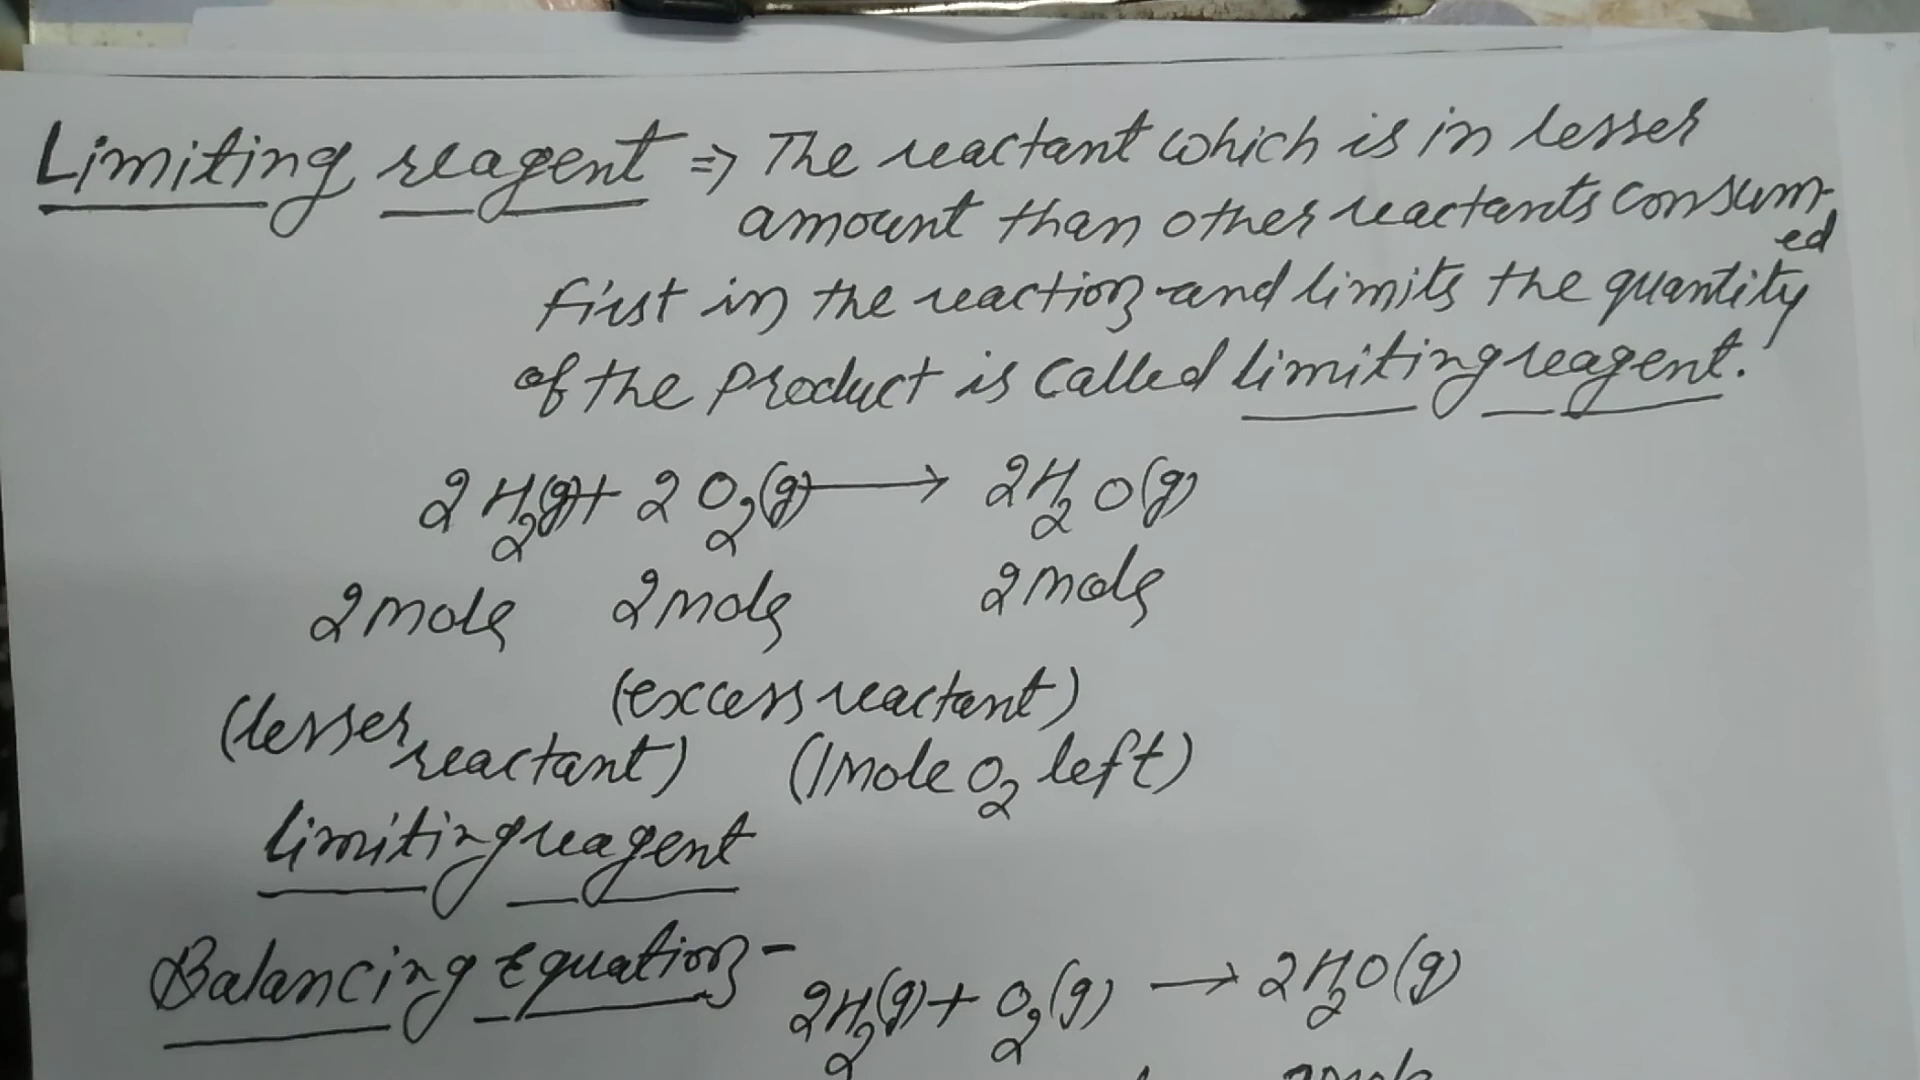 Limiting reagent ⇒ The reactant which is in lesser
amount than other reactants consum-
ed
first in the reaction and limits the quantity
of the product is called limiting reagent.
2H₂(g) + 2O₂(g) ⟶ 2H₂O(g)
2mole 2mole 2mole
(excess reactant)
(lesser reactant) (1mole O₂ left)
limiting reagent
Balancing Equation - 2H₂(g) + O₂(g) → 2H₂O(g)